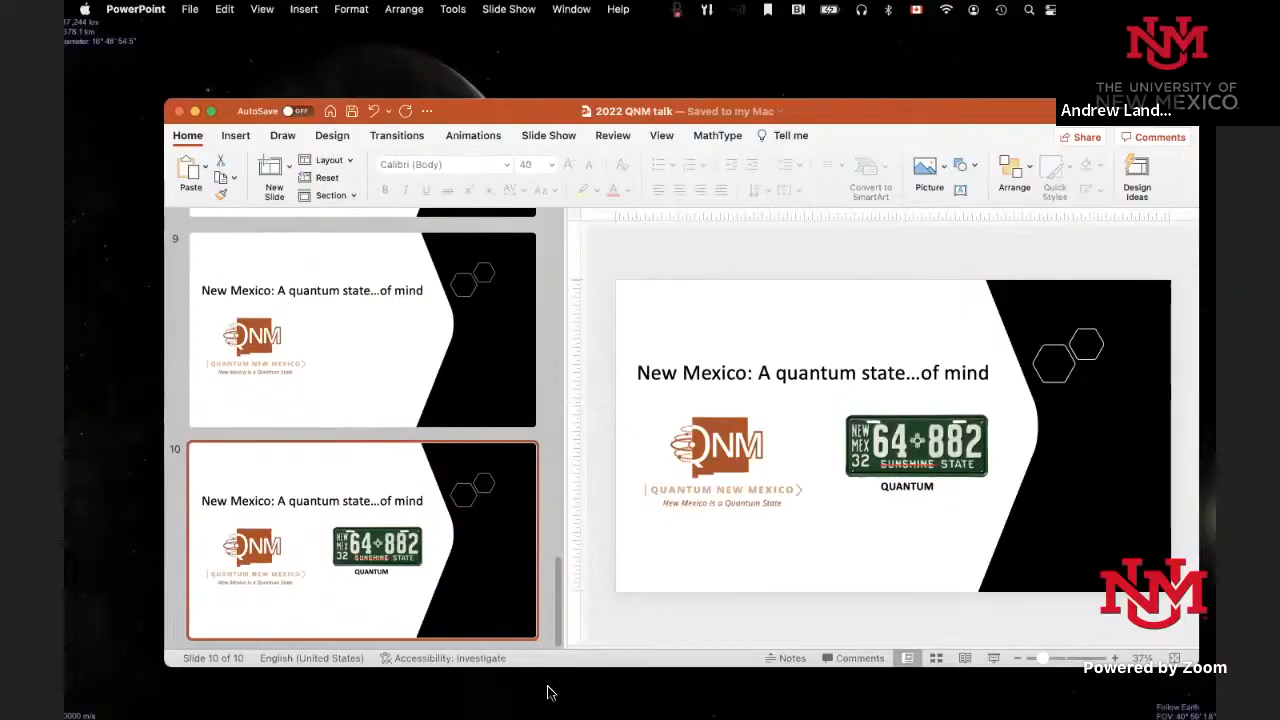 PowerPoint File Edit View Insert Format Arrange Tools Slide Show Window Help
THE UNIVERSITY OF
NEW MEXICO.
Andrew Land...
AutoSave OFF
2022 QNM talk — Saved to my Mac
Home Insert Draw Design Transitions Animations Slide Show Review View MathType Tell me
Share Comments
Paste
New
Slide
Layout
Reset
Section
Calibri (Body) 40
Convert to
SmartArt
Picture
Arrange
Quick
Styles
Design
Ideas
9
New Mexico: A quantum state...of mind
QNM
QUANTUM NEW MEXICO
New Mexico is a Quantum State
10
New Mexico: A quantum state...of mind
QNM
QUANTUM NEW MEXICO
New Mexico is a Quantum State
NEW
MEX
32
64 882
SUNSHINE STATE
QUANTUM
New Mexico: A quantum state...of mind
QNM
QUANTUM NEW MEXICO
New Mexico is a Quantum State
NEW
MEX
32
64 882
SUNSHINE STATE
QUANTUM
Slide 10 of 10 English (United States) Accessibility: Investigate
Notes Comments 37%
Powered by Zoom
Follow Earth